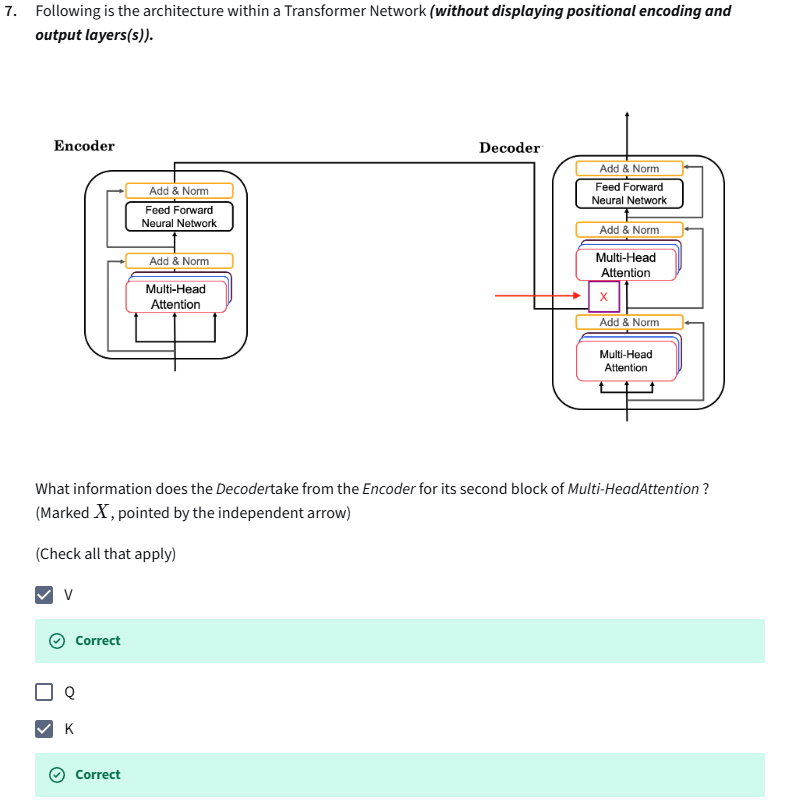 7. Following is the architecture within a Transformer Network (without displaying positional encoding and
output layers(s)).
Encoder
Decoder
Add & Norm
Feed Forward
Neural Network
Add & Norm
Multi-Head
Attention
Add & Norm
Feed Forward
Neural Network
Add & Norm
Multi-Head
Attention
X
Add & Norm
Multi-Head
Attention
What information does the Decodertake from the Encoder for its second block of Multi-HeadAttention ?
(Marked X, pointed by the independent arrow)
(Check all that apply)
V
Correct
Q
K
Correct